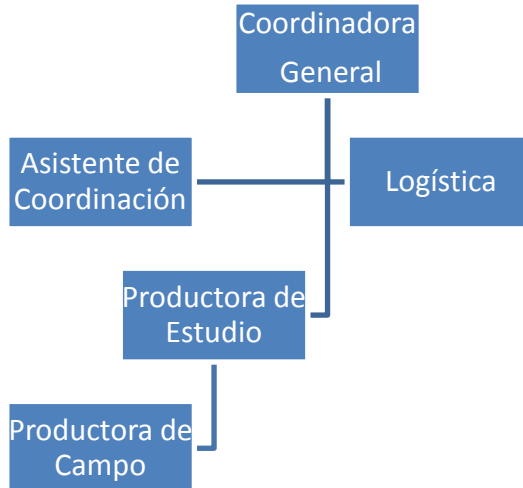 Coordinadora
General
Asistente de
Coordinación
Logística
Productora de
Estudio
Productora de
Campo